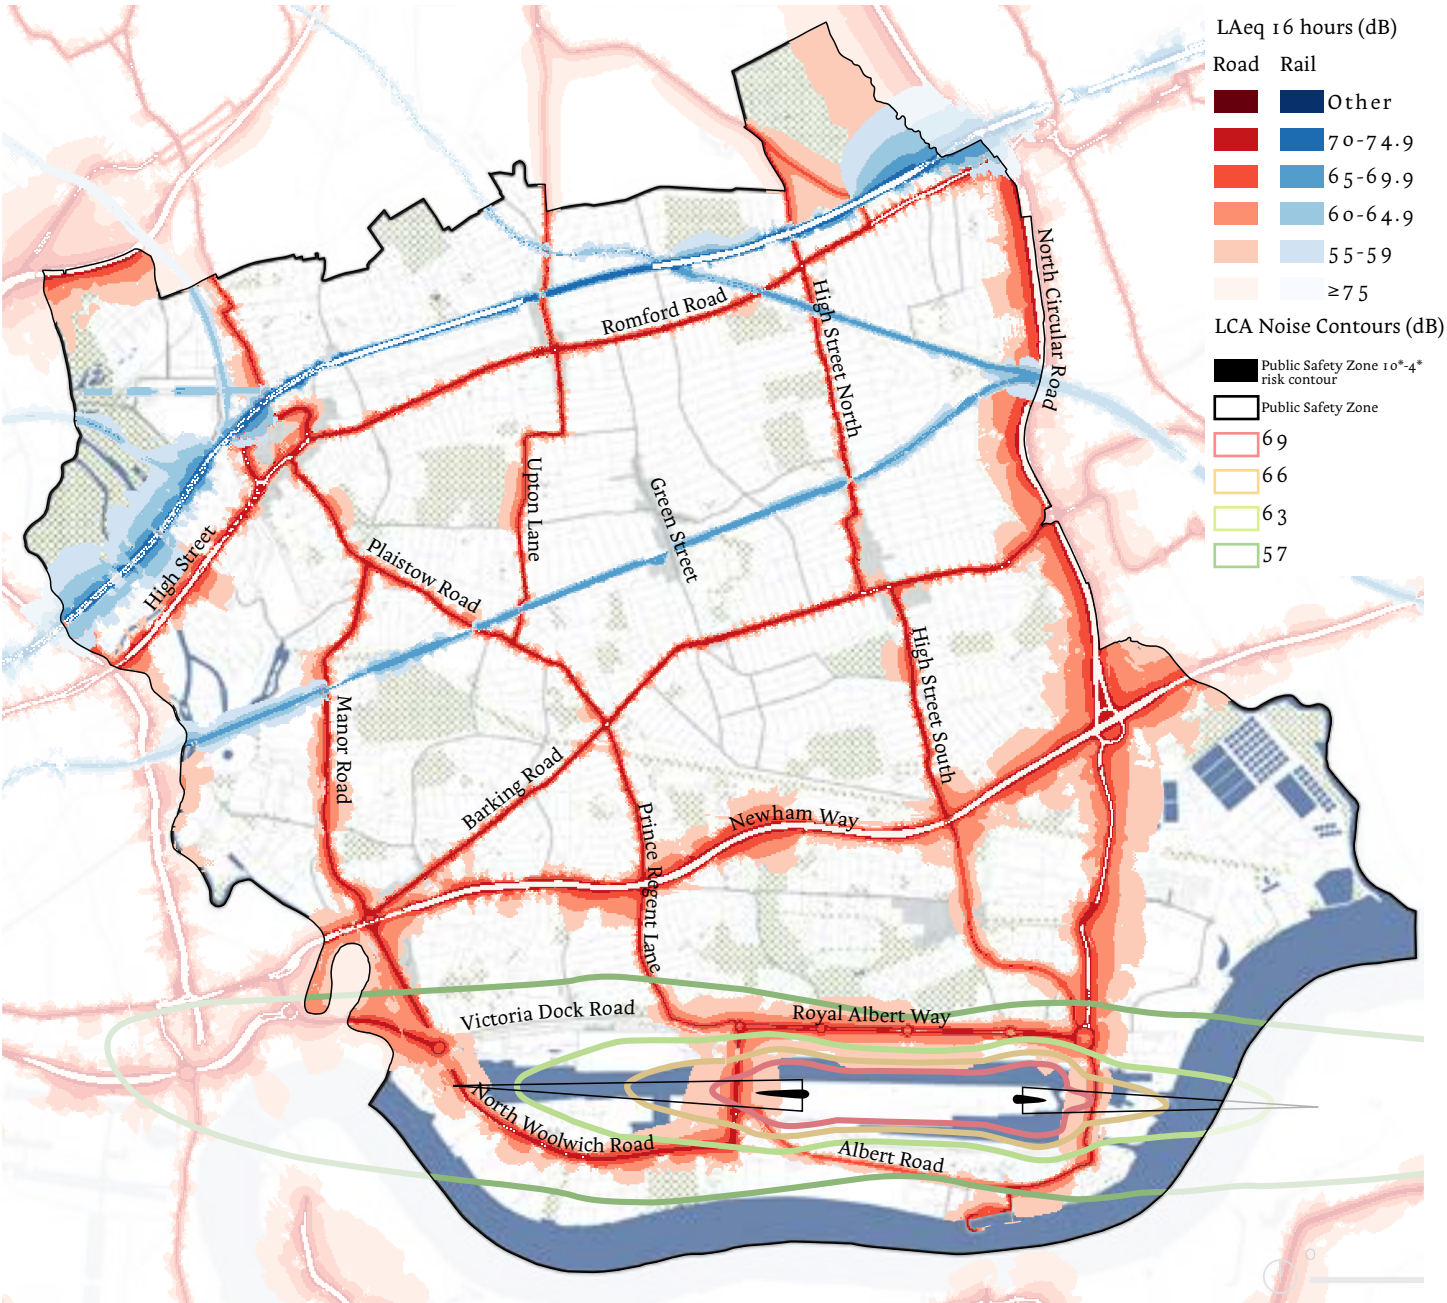 LAeq 16 hours (dB)
Road Rail
Other
70-74.9
65-69.9
60-64.9
55-59
≥75
LCA Noise Contours (dB)
Public Safety Zone 10*-4*
risk contour
Public Safety Zone
69
66
63
57
North Circular Road
Romford Road
High Street North
Upton Lane
Green Street
High Street
Plaistow Road
High Street South
Manor Road
Barking Road
Prince Regent Lane
Newham Way
Victoria Dock Road
Royal Albert Way
North Woolwich Road
Albert Road
0